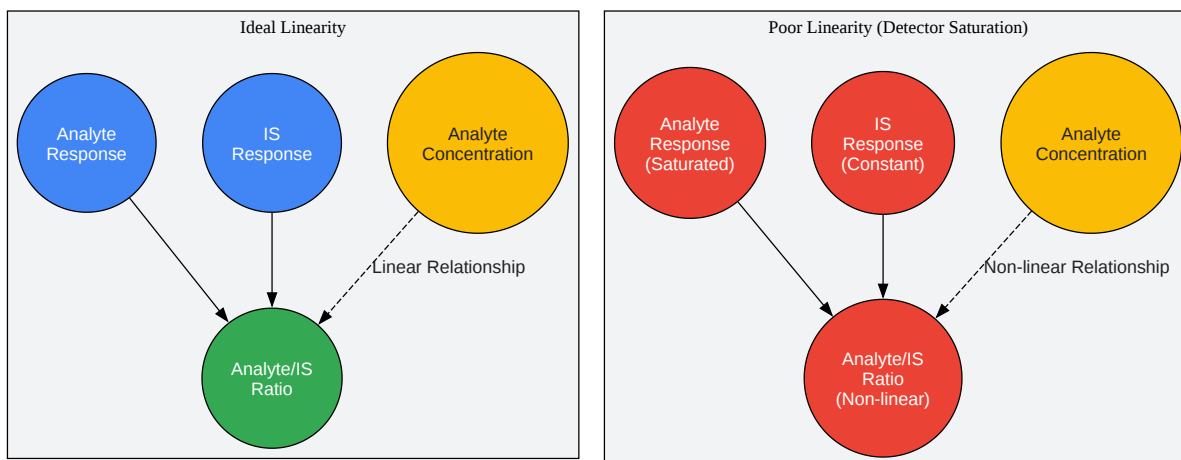 Ideal Linearity
Analyte
Response
IS
Response
Analyte
Concentration
Linear Relationship
Analyte/IS
Ratio
Poor Linearity (Detector Saturation)
Analyte
Response
(Saturated)
IS
Response
(Constant)
Analyte
Concentration
Non-linear Relationship
Analyte/IS
Ratio
(Non-linear)